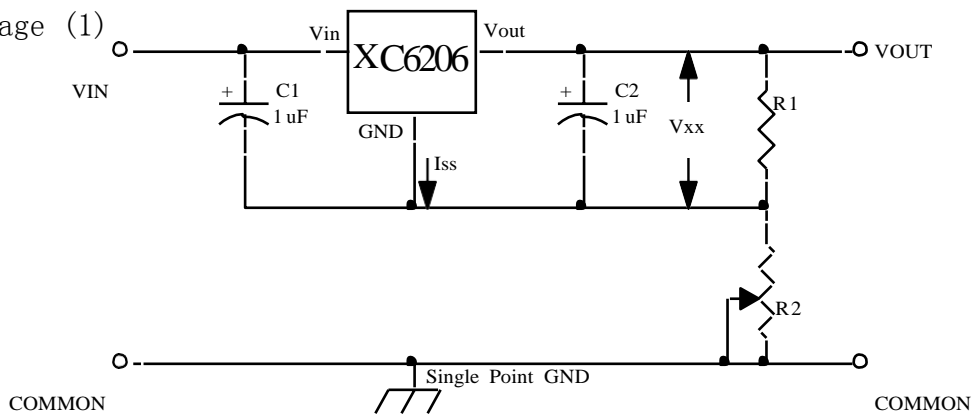 age (1)
Vin
XC6206
Vout
VOUT
VIN
+
C1
1 uF
GND
+
C2
1 uF
Vxx
R1
Iss
R2
Single Point GND
COMMON
COMMON